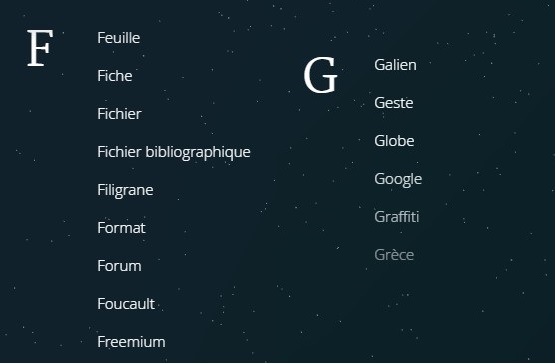 F
Feuille
Fiche
Fichier
Fichier bibliographique
Filigrane
Format
Forum
Foucault
Freemium
G
Galien
Geste
Globe
Google
Graffiti
Grèce